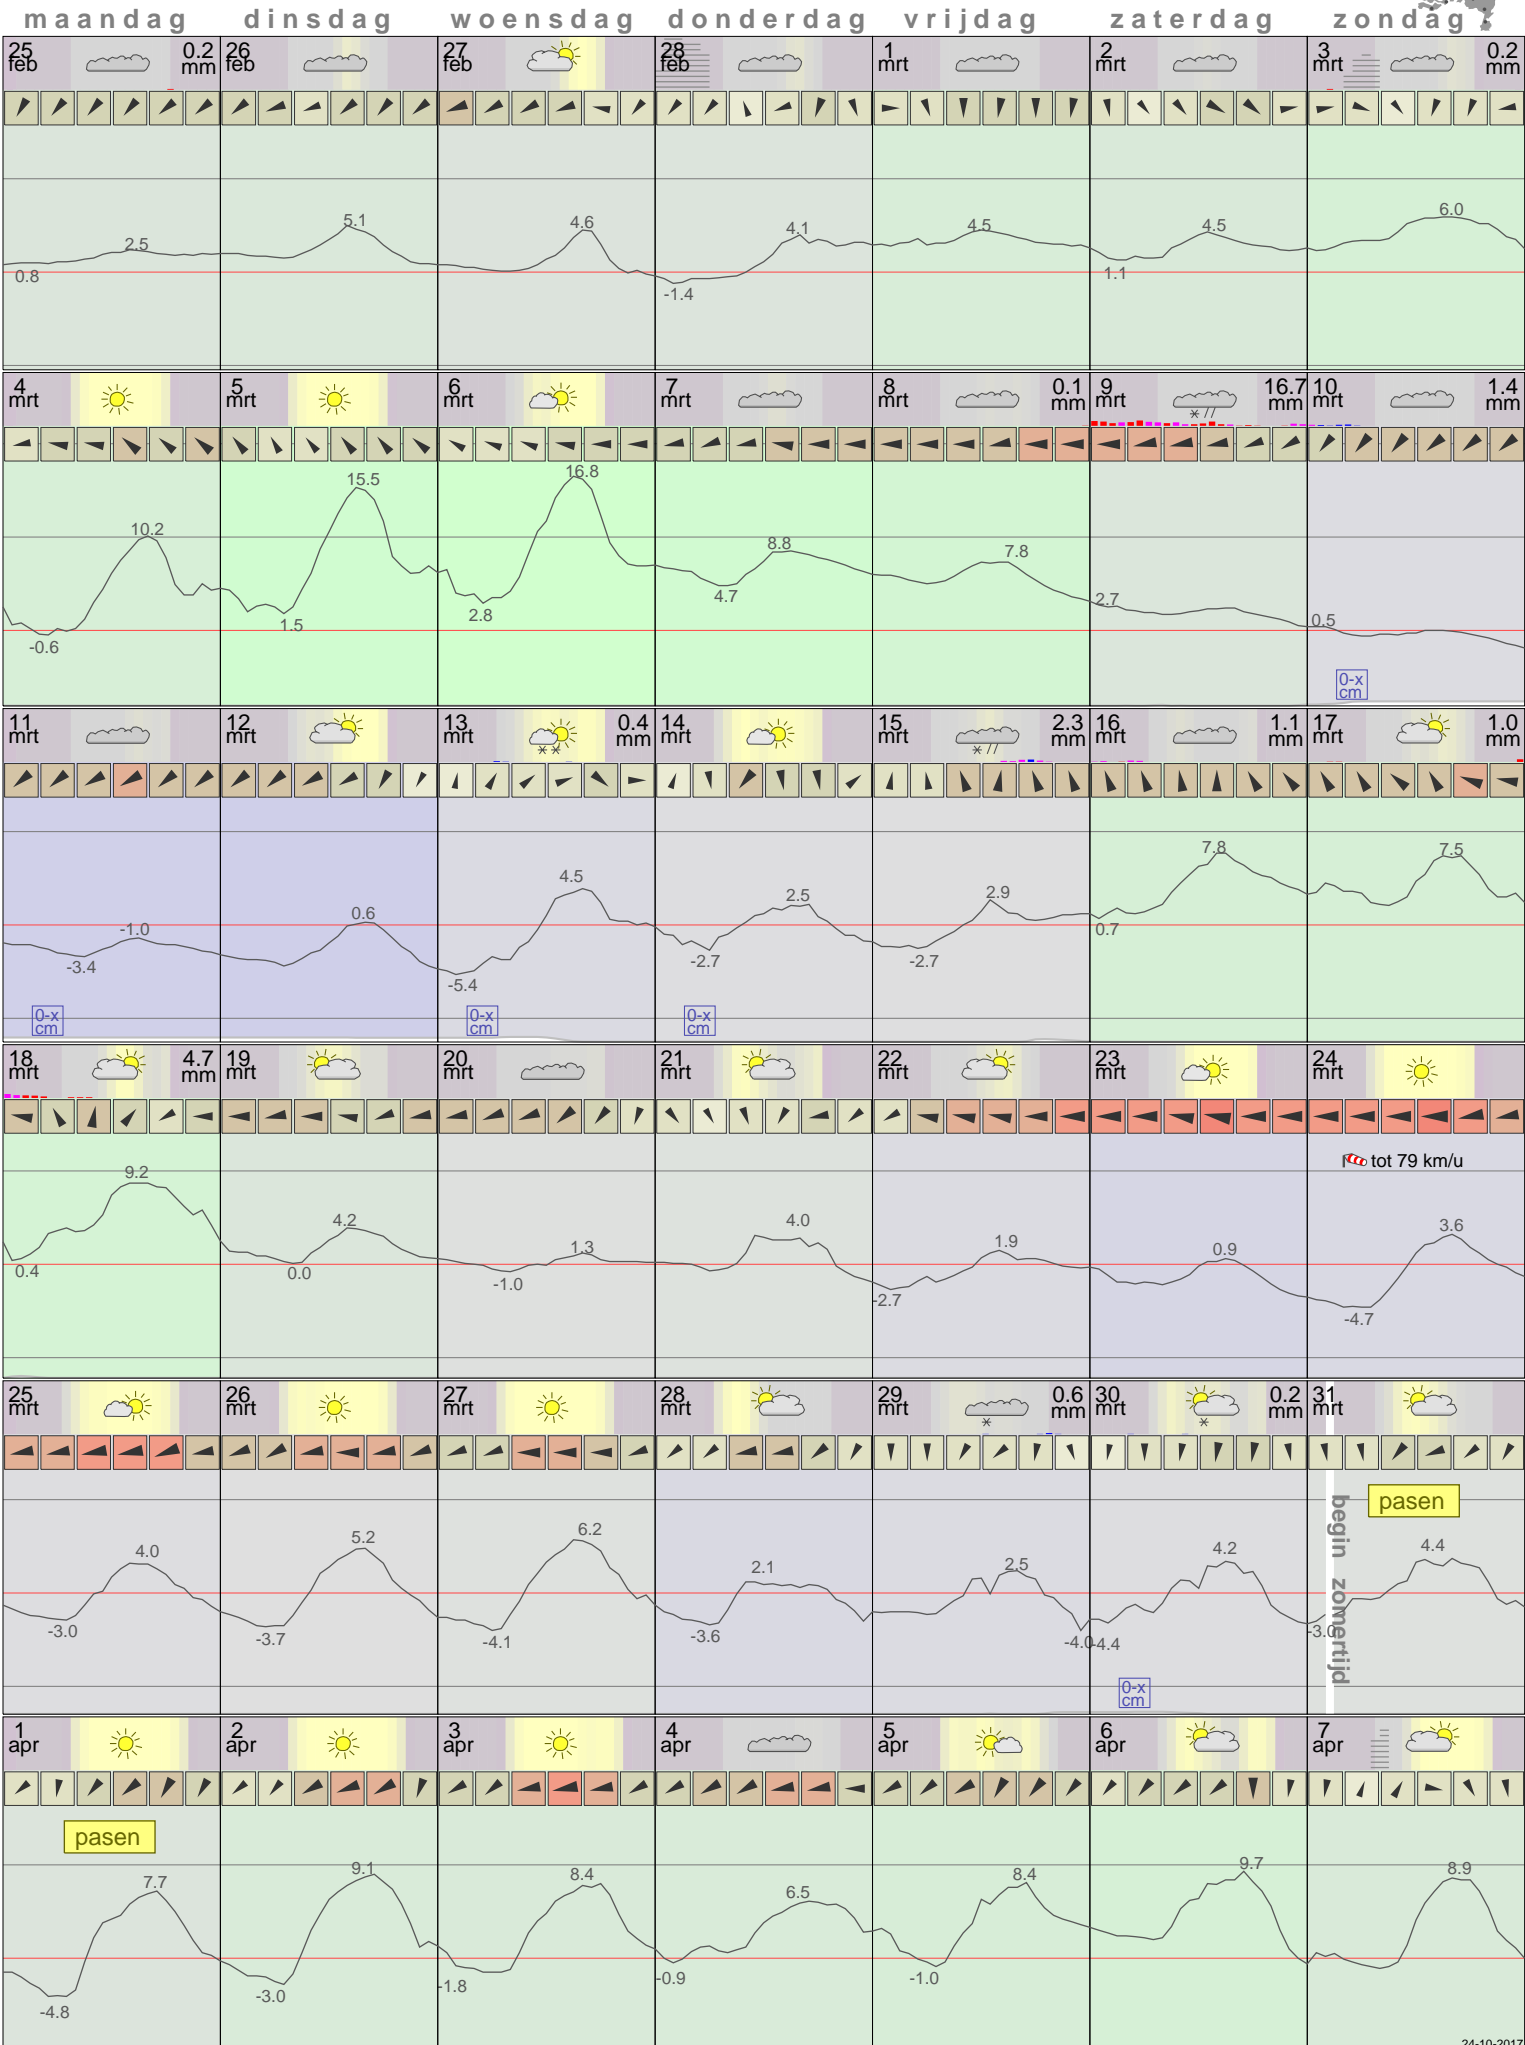 maandag dinsdag woensdag donderdag vrijdag zaterdag zondag
25 feb 0.2 mm
26 feb
27 feb
28 feb
1 mrt
2 mrt
3 mrt 0.2 mm
0.8 2.5 5.1 4.6 -1.4 4.1 4.5 1.1 4.5 6.0
4 mrt
5 mrt
6 mrt
7 mrt
8 mrt 0.1 mm
9 mrt 16.7 mm
10 mrt 1.4 mm
-0.6 10.2 1.5 15.5 2.8 16.8 4.7 8.8 7.8 2.7 0.5
0-x cm
11 mrt
12 mrt
13 mrt 0.4 mm
14 mrt
15 mrt 2.3 mm
16 mrt 1.1 mm
17 mrt 1.0 mm
-3.4 -1.0 0.6 -5.4 4.5 -2.7 2.5 -2.7 2.9 0.7 7.8 7.5
0-x cm
0-x cm
0-x cm
18 mrt 4.7 mm
19 mrt
20 mrt
21 mrt
22 mrt
23 mrt
24 mrt
tot 79 km/u
0.4 9.2 0.0 4.2 -1.0 1.3 4.0 -2.7 1.9 0.9 -4.7 3.6
25 mrt
26 mrt
27 mrt
28 mrt
29 mrt 0.6 mm
30 mrt 0.2 mm
31 mrt
pasen
begin zomertijd
-3.0 4.0 -3.7 5.2 -4.1 6.2 -3.6 2.1 2.5 -4.0 -4.4 4.2 -3.0 4.4
0-x cm
1 apr
2 apr
3 apr
4 apr
5 apr
6 apr
7 apr
pasen
-4.8 7.7 -3.0 9.1 -1.8 8.4 -0.9 6.5 -1.0 8.4 9.7 8.9
24-10-2017